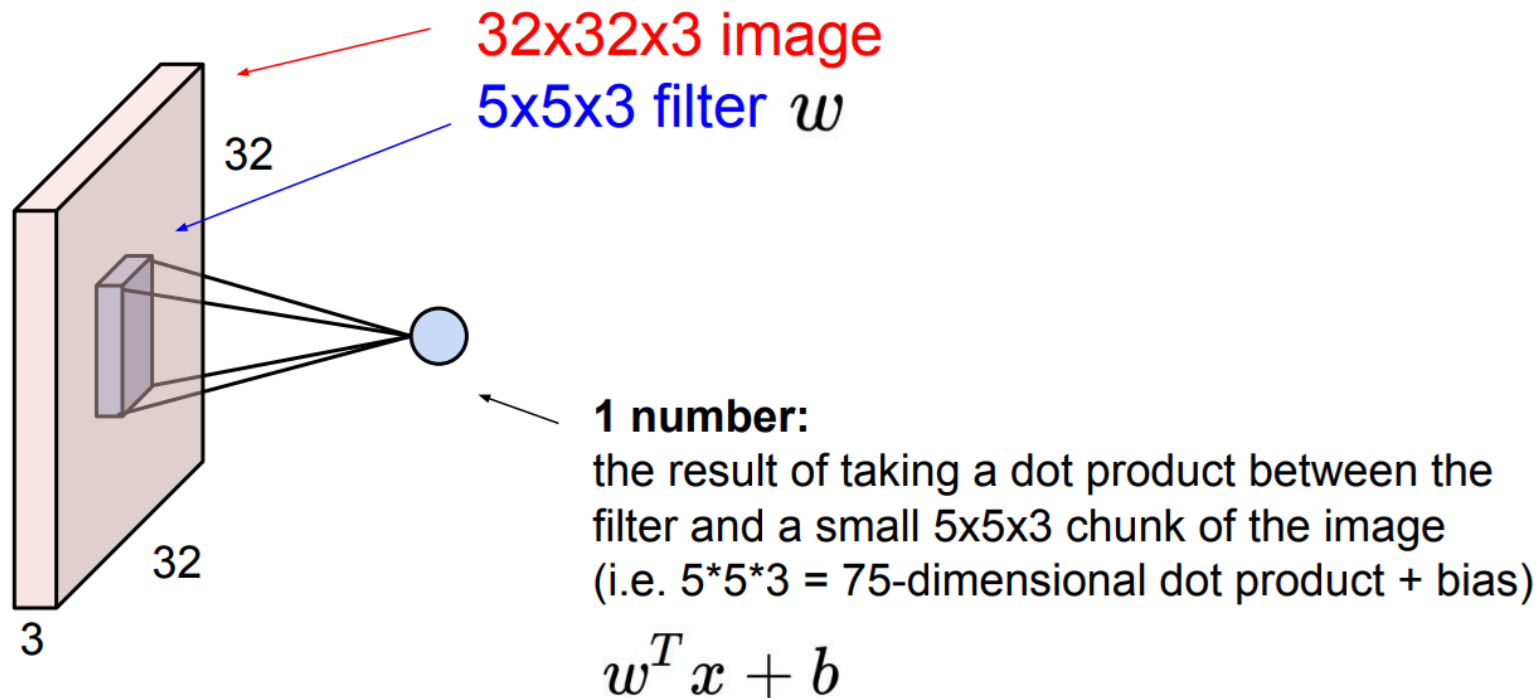 32x32x3 image
5x5x3 filter w
32
32
3
1 number:
the result of taking a dot product between the
filter and a small 5x5x3 chunk of the image
(i.e. 5*5*3 = 75-dimensional dot product + bias)
w^T x + b